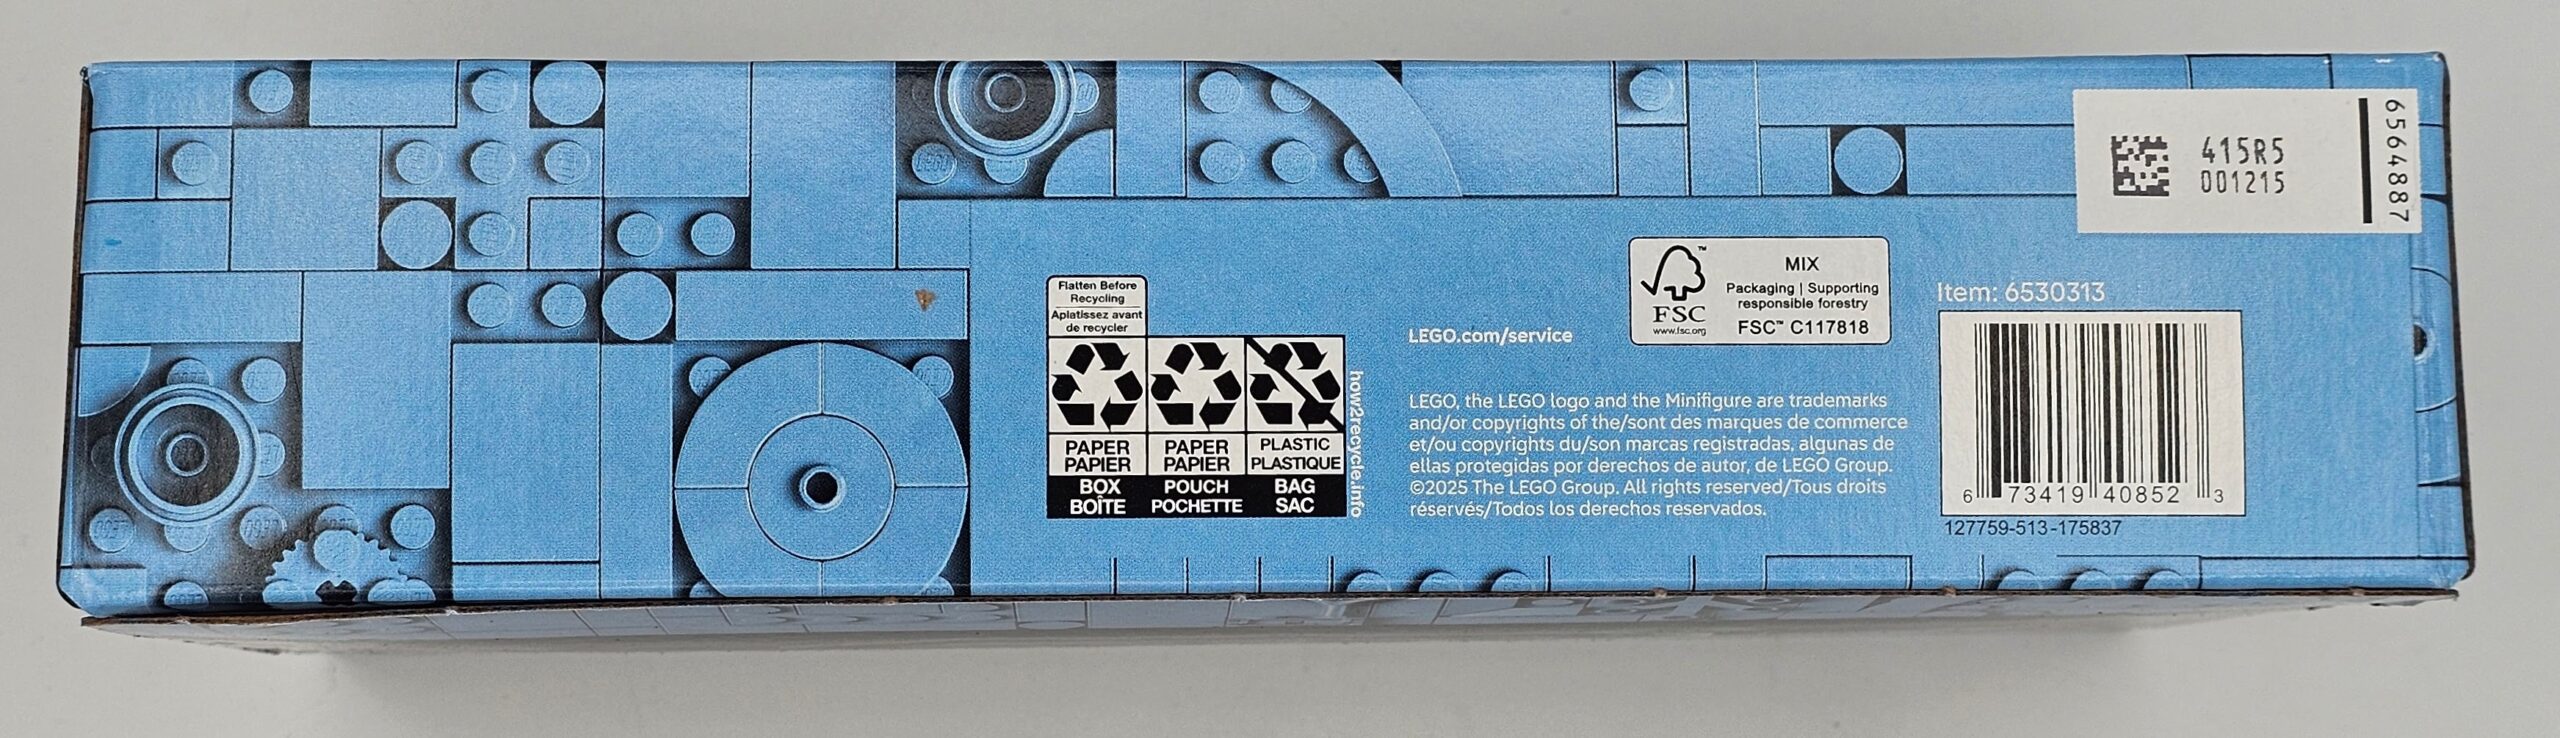 415R5
001215
6564887
Flatten Before
Recycling
Aplatissez avant
de recycler
PAPER
PAPIER
BOX
BOÎTE
PAPER
PAPIER
POUCH
POCHETTE
PLASTIC
PLASTIQUE
BAG
SAC
how2recycle.info
LEGO.com/service
FSC
™
www.fsc.org
MIX
Packaging | Supporting
responsible forestry
FSC™ C117818
LEGO, the LEGO logo and the Minifigure are trademarks
and/or copyrights of the/sont des marques de commerce
et/ou copyrights du/son marcas registradas, algunas de
ellas protegidas por derechos de autor, de LEGO Group.
©2025 The LEGO Group. All rights reserved/Tous droits
réservés/Todos los derechos reservados.
Item: 6530313
6 73419 40852 3
127759-513-175837